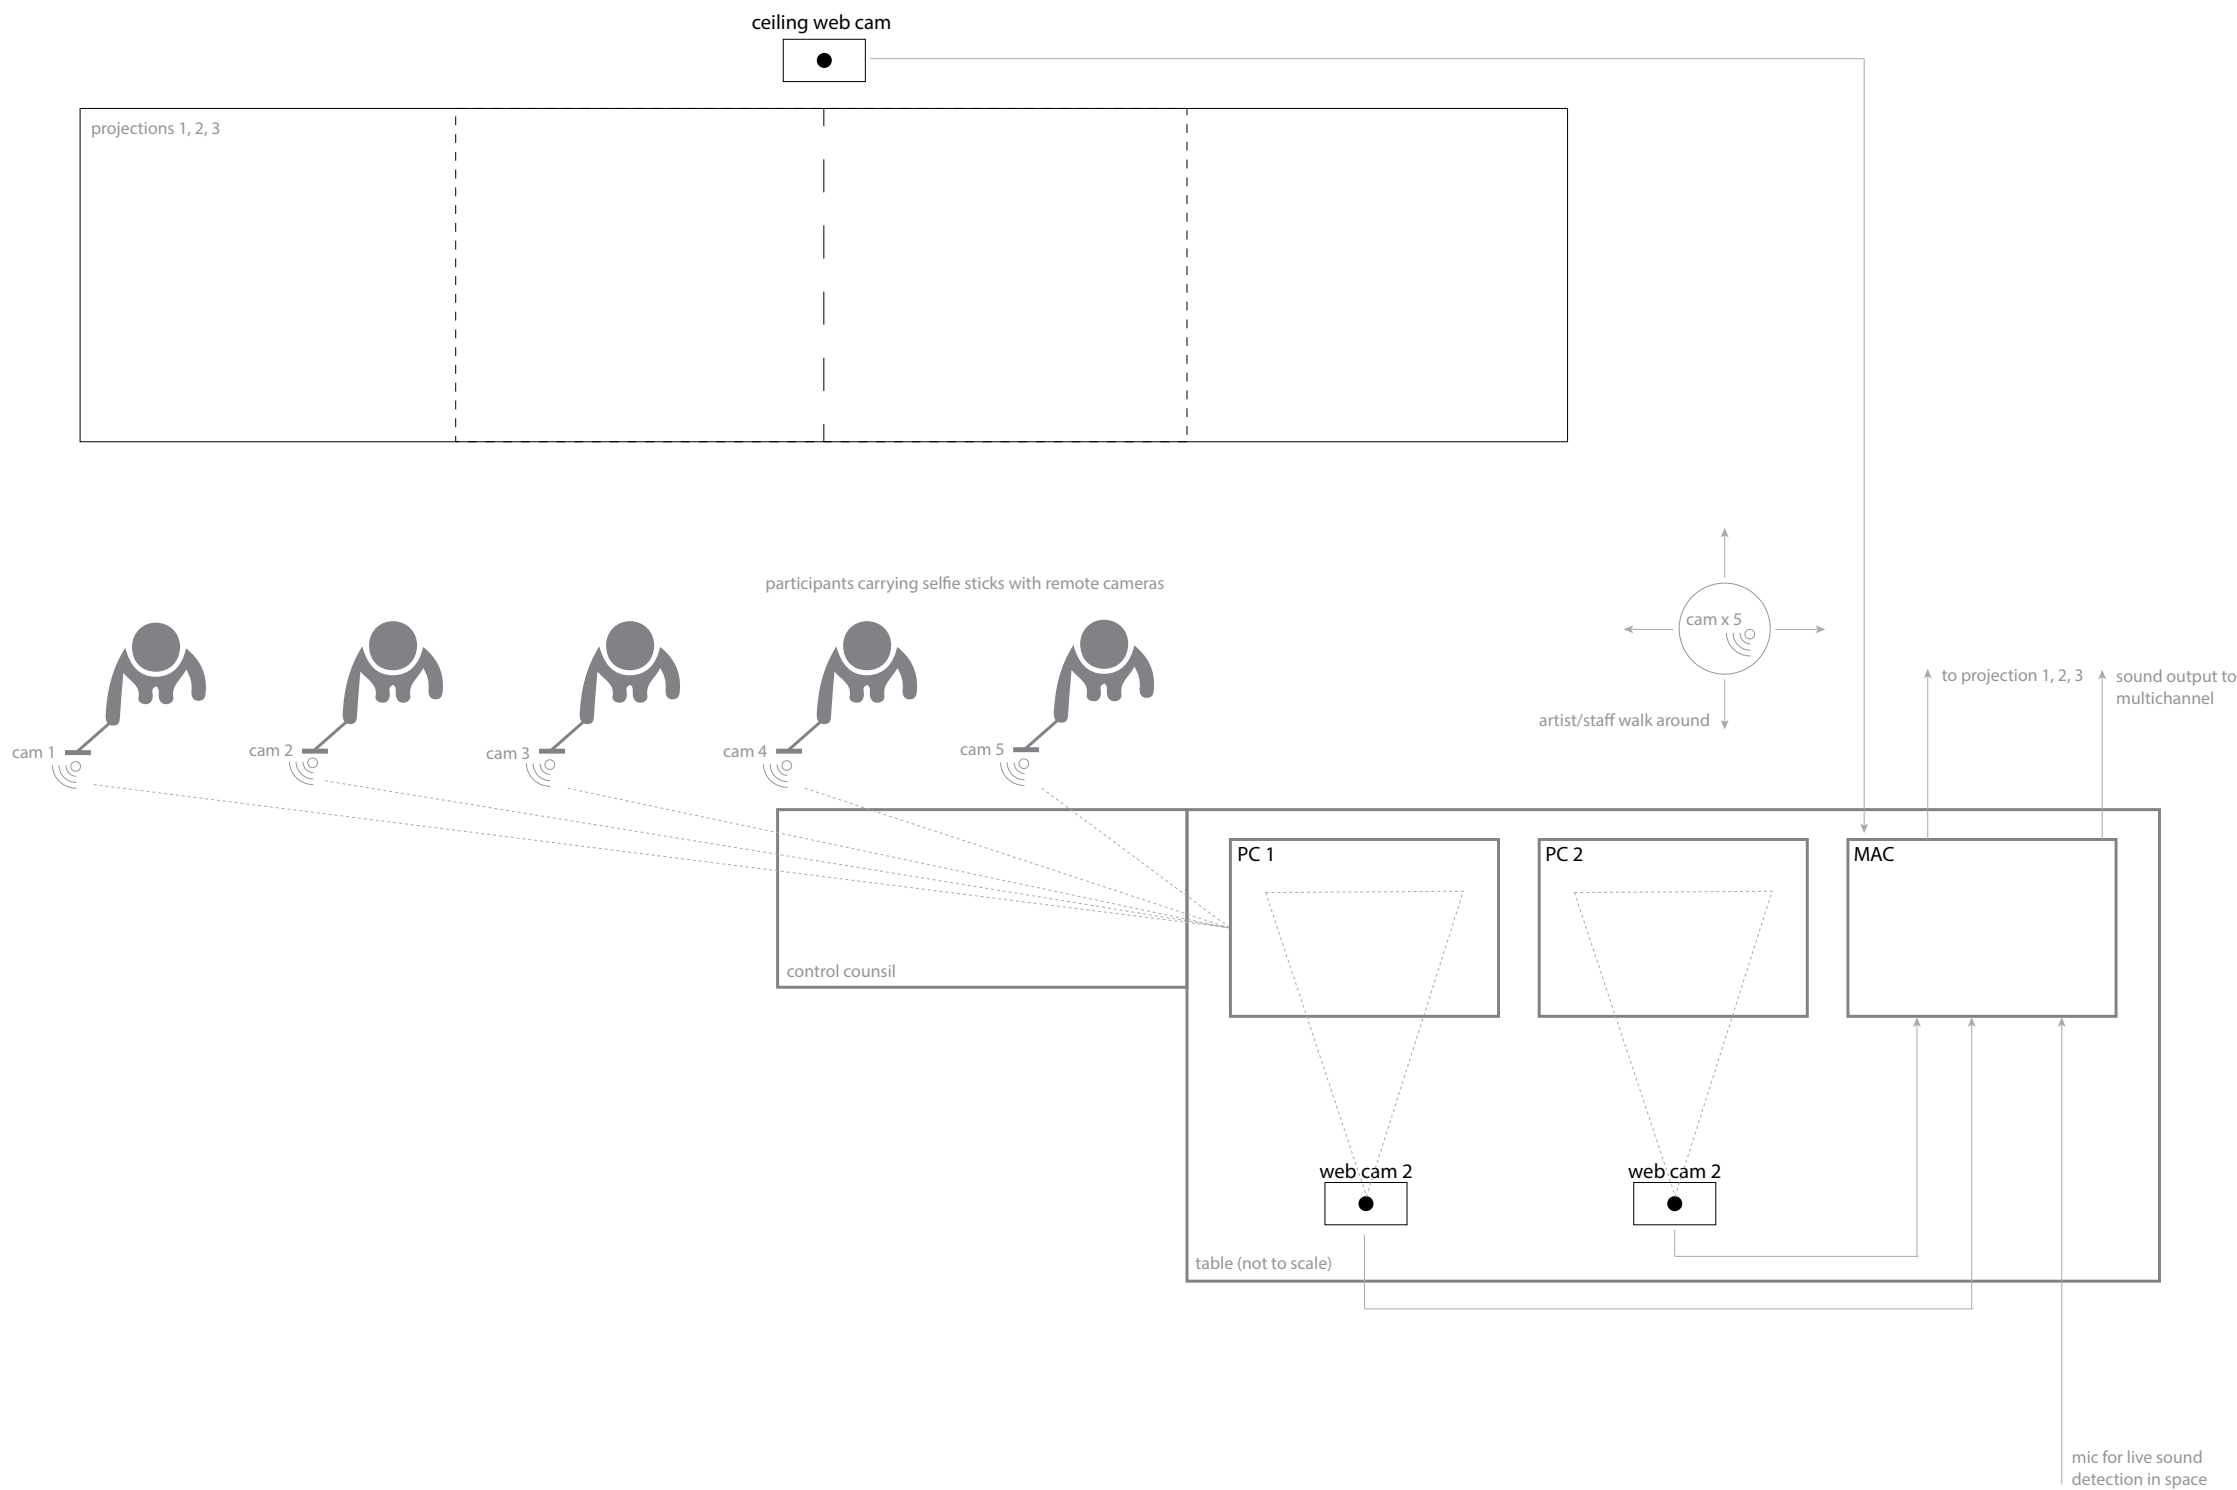 ceiling web cam
projections 1, 2, 3
participants carrying selfie sticks with remote cameras
cam x 5
to projection 1, 2, 3
sound output to
multichannel
artist/staff walk around
cam 1
cam 2
cam 3
cam 4
cam 5
PC 1
PC 2
MAC
control counsil
web cam 2
web cam 2
table (not to scale)
mic for live sound
detection in space